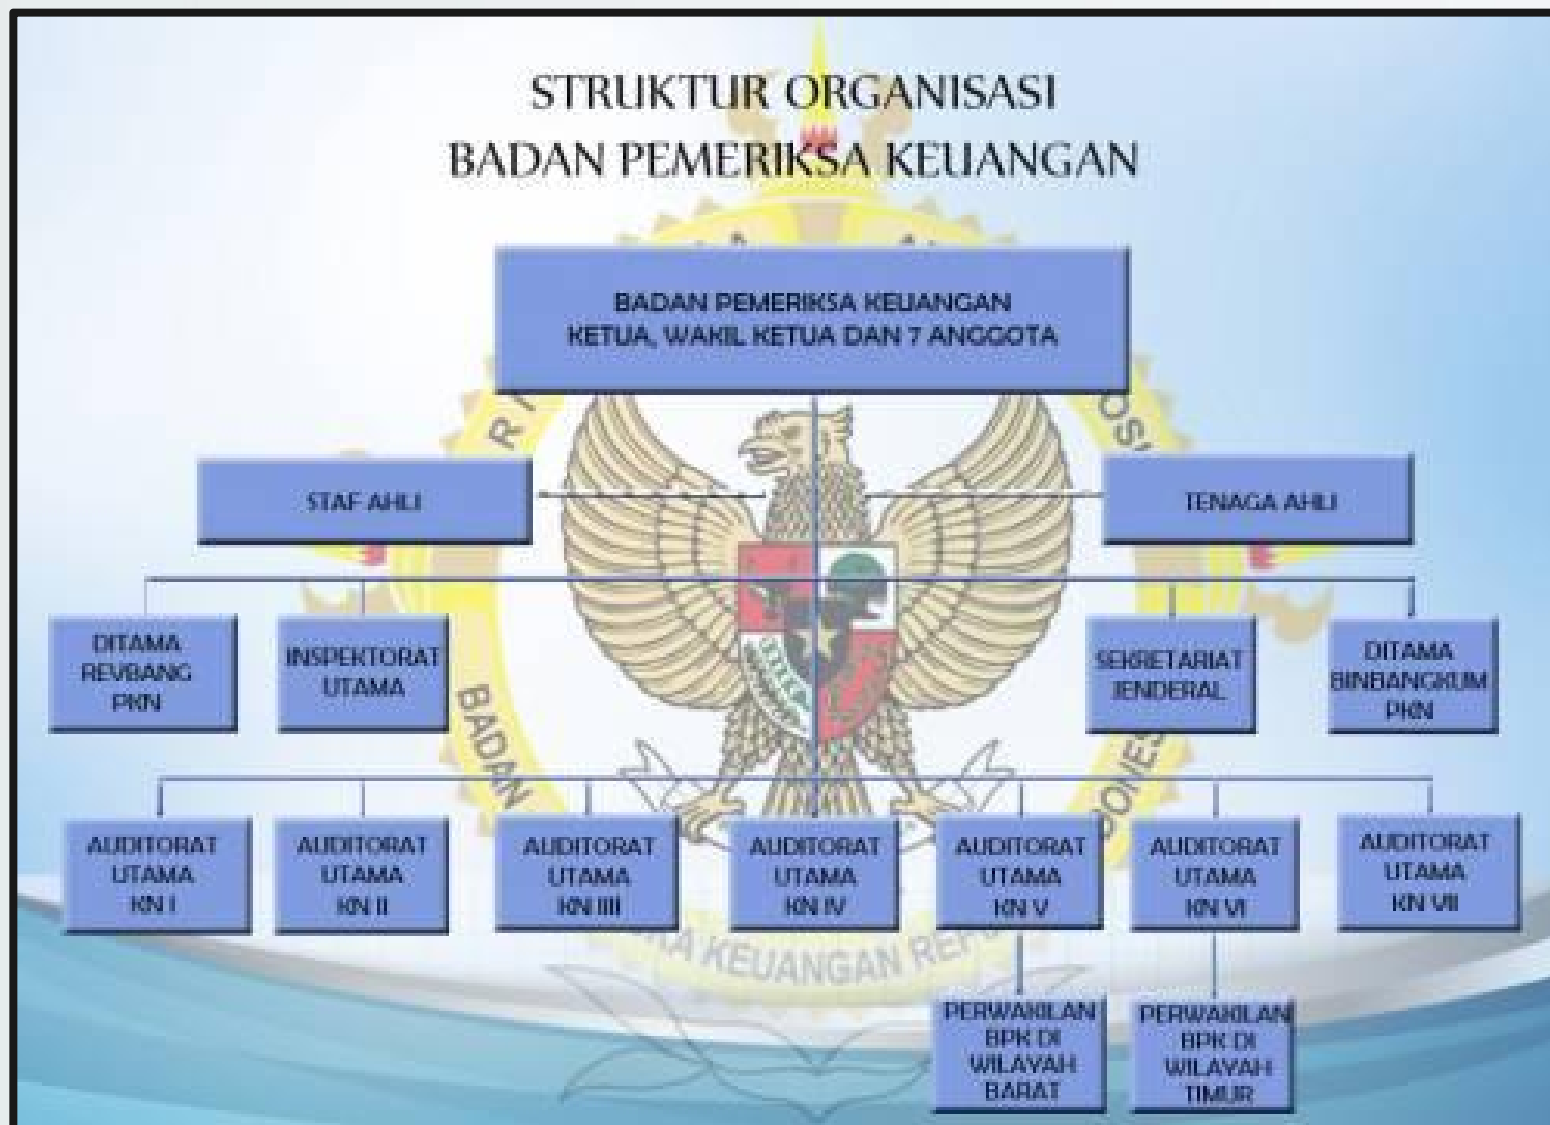 STRUKTUR ORGANISASI
BADAN PEMERIKSA KEUANGAN
BADAN PEMERIKSA KEUANGAN
KETUA, WAKIL KETUA DAN 7 ANGGOTA
STAF AHLI
TENAGA AHLI
DITAMA
REVBANG
PKN
INSPEKTORAT
UTAMA
SEKRETARIAT
JENDERAL
DITAMA
BINBANGKUM
PKN
BADAN
AUDITORAT
UTAMA
KN I
AUDITORAT
UTAMA
KN II
AUDITORAT
UTAMA
KN IIII
AUDITORAT
UTAMA
KN IV
AUDITORAT
UTAMA
KN V
AUDITORAT
UTAMA
KN VI
AUDITORAT
UTAMA
KN VII
KEUANGAN
PERWAKILAN
BPK DI
WILAYAH
BARAT
PERWAKILAN
BPK DI
WILAYAH
TIMUR